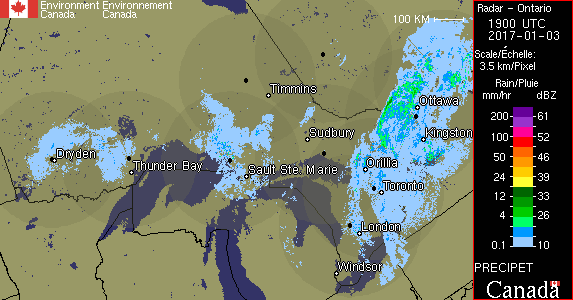 Environment Environnement
Canada Canada
100 KM
Timmins
Ottawa
Sudbury
Kingston
Dryden
Thunder Bay
Sault Ste. Marie
Orillia
Toronto
London
Windsor
Radar - Ontario
1900 UTC
2017-01-03
Scale/Échelle:
3.5 km/Pixel
Rain/Pluie
mm/hr dBZ
200 61
100 52
50 46
24 39
12 33
4 26
0.1 10
PRECIPET
Canada